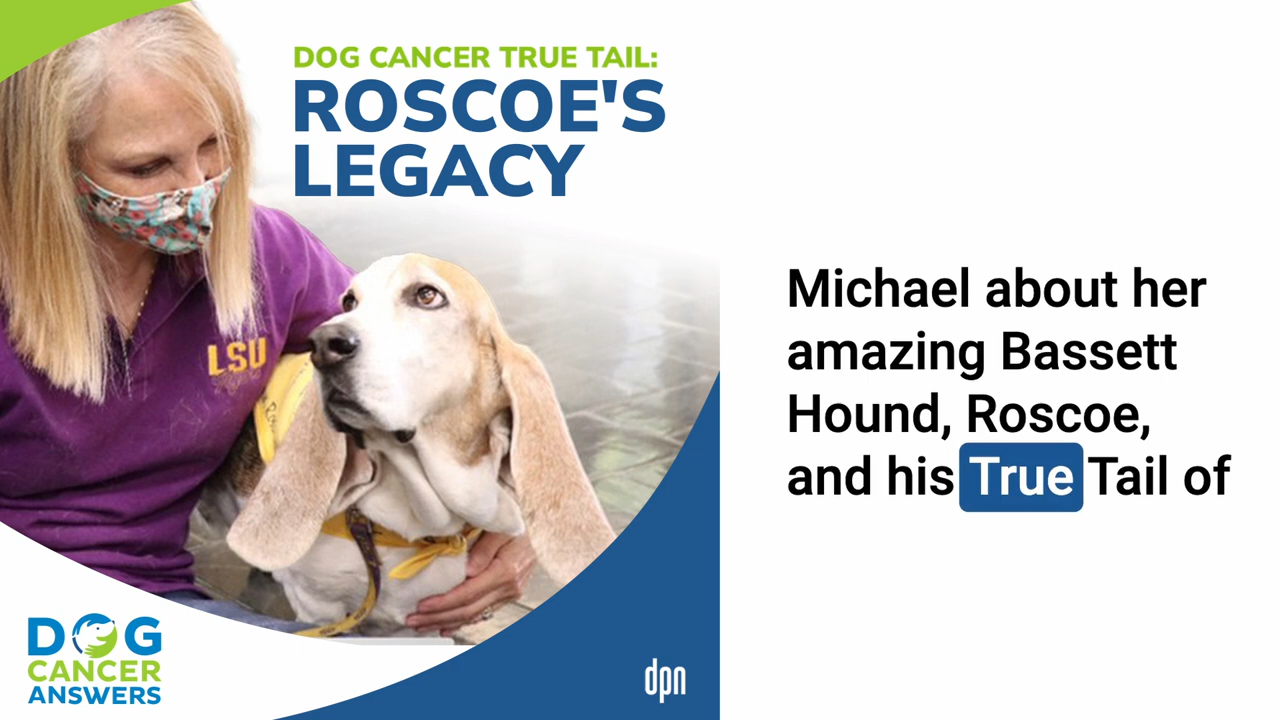 DOG CANCER TRUE TAIL:
ROSCOE'S
LEGACY
LSU
DOG
CANCER
ANSWERS
dpn
Michael about her
amazing Bassett
Hound, Roscoe,
and his True Tail of